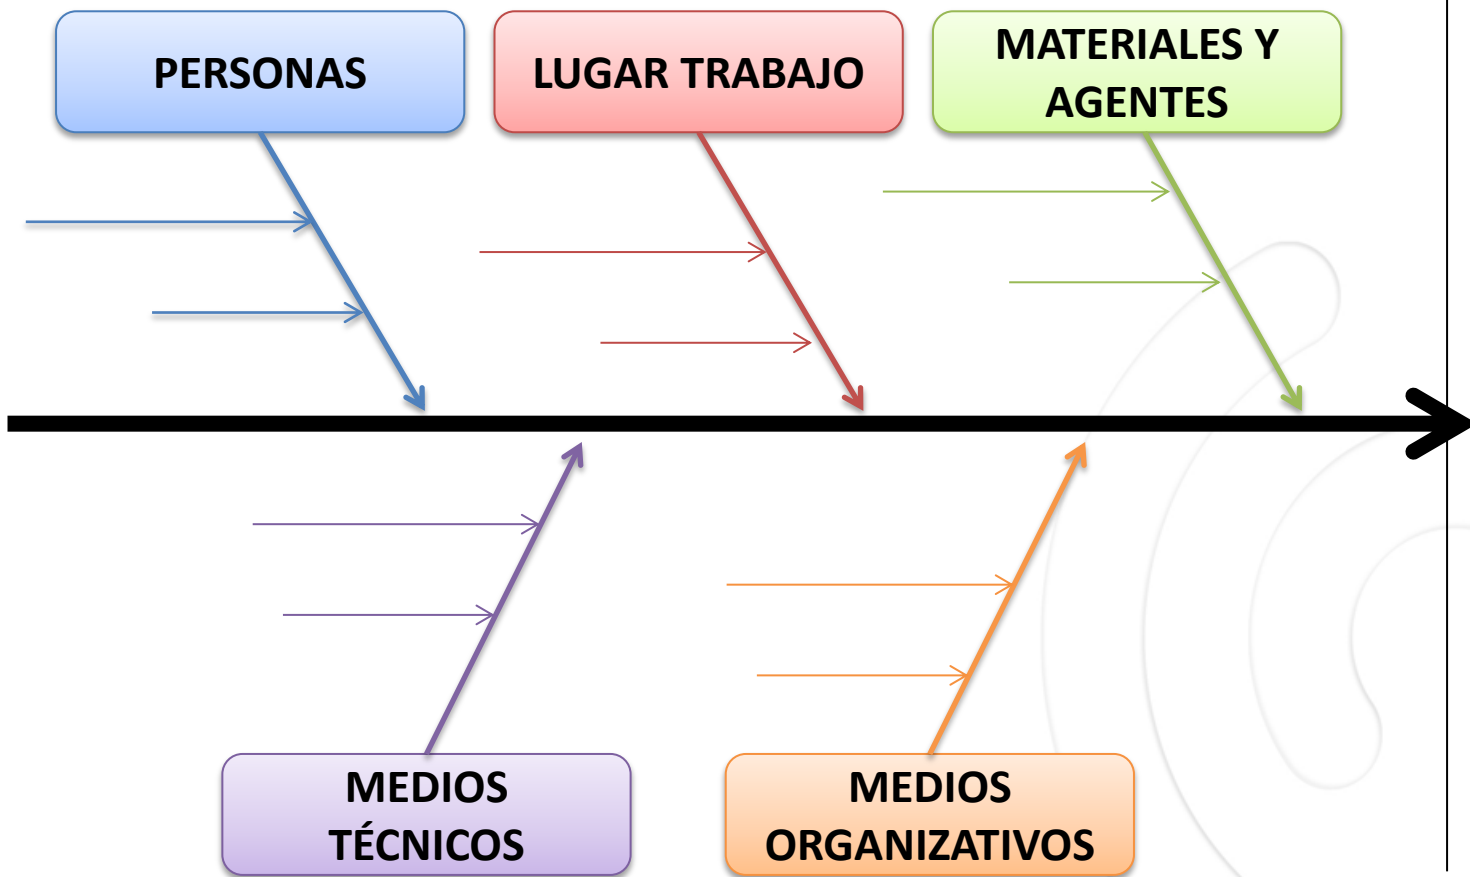 PERSONAS
LUGAR TRABAJO
MATERIALES Y
AGENTES
MEDIOS
TÉCNICOS
MEDIOS
ORGANIZATIVOS